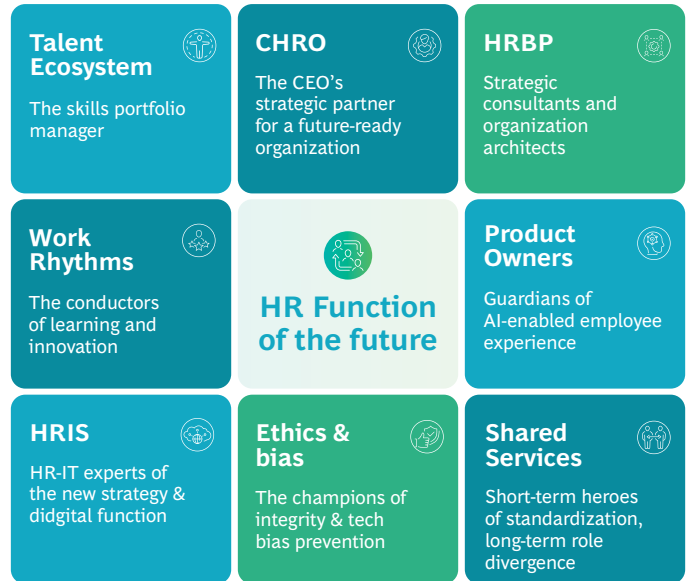 Talent
Ecosystem
The skills portfolio
manager
CHRO
The CEO’s
strategic partner
for a future-ready
organization
HRBP
Strategic
consultants and
organization
architects
Work
Rhythms
The conductors
of learning and
innovation
HR Function
of the future
Product
Owners
Guardians of
AI-enabled employee
experience
HRIS
HR-IT experts of
the new strategy &
didgital function
Ethics &
bias
The champions of
integrity & tech
bias prevention
Shared
Services
Short-term heroes
of standardization,
long-term role
divergence